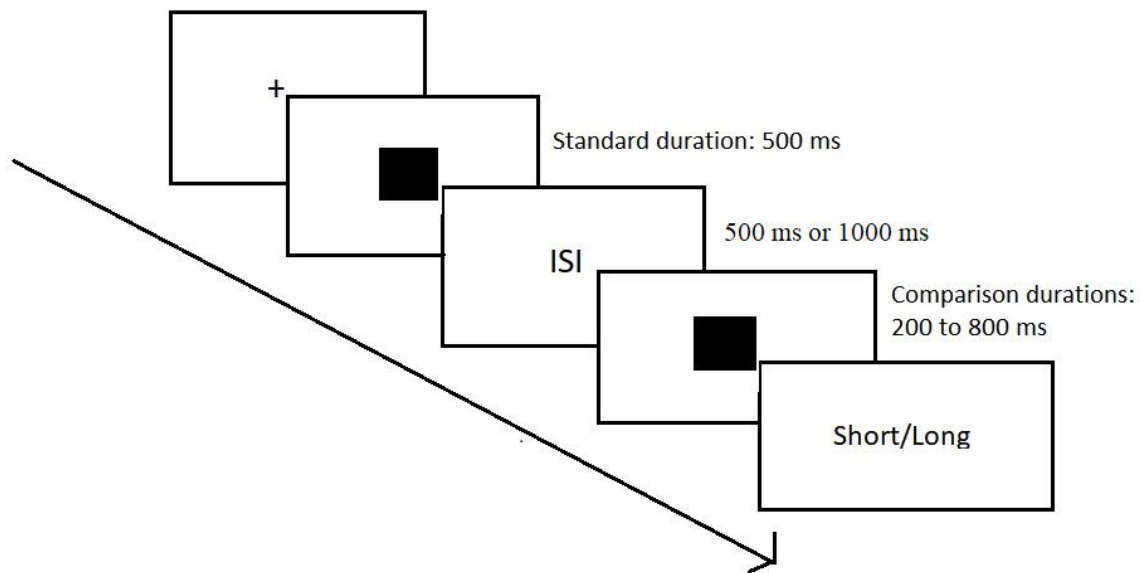 +
Standard duration: 500 ms
ISI
500 ms or 1000 ms
Comparison durations:
200 to 800 ms
Short/Long